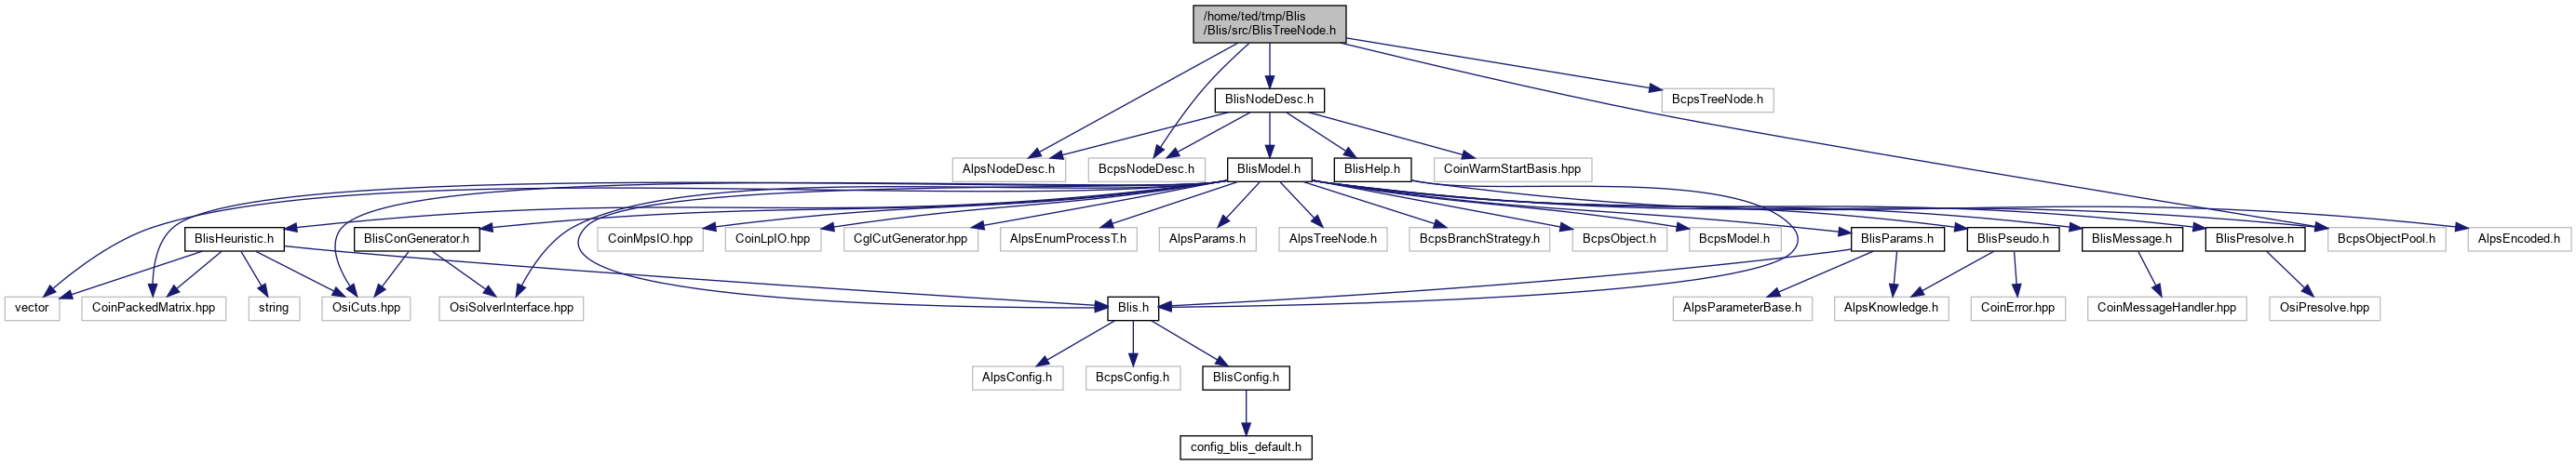 /home/ted/tmp/Blis
/Blis/src/BlisTreeNode.h
BlisNodeDesc.h
BcpsTreeNode.h
AlpsNodeDesc.h
BcpsNodeDesc.h
BlisModel.h
BlisHelp.h
CoinWarmStartBasis.hpp
BlisHeuristic.h
BlisConGenerator.h
CoinMpsIO.hpp
CoinLpIO.hpp
CglCutGenerator.hpp
AlpsEnumProcessT.h
AlpsParams.h
AlpsTreeNode.h
BcpsBranchStrategy.h
BcpsObject.h
BcpsModel.h
BlisParams.h
BlisPseudo.h
BlisMessage.h
BlisPresolve.h
BcpsObjectPool.h
AlpsEncoded.h
vector
CoinPackedMatrix.hpp
string
OsiCuts.hpp
OsiSolverInterface.hpp
Blis.h
AlpsParameterBase.h
AlpsKnowledge.h
CoinError.hpp
CoinMessageHandler.hpp
OsiPresolve.hpp
AlpsConfig.h
BcpsConfig.h
BlisConfig.h
config_blis_default.h